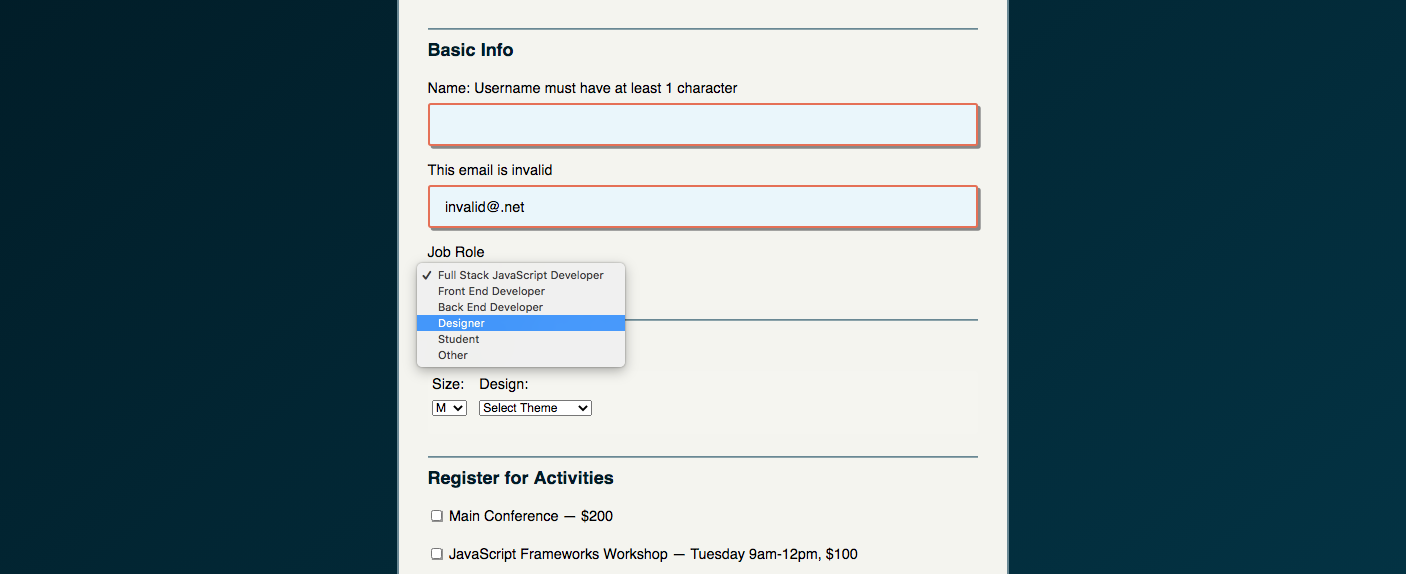 Basic Info
Name: Username must have at least 1 character
This email is invalid
invalid@.net
Job Role
✓ Full Stack JavaScript Developer
Front End Developer
Back End Developer
Designer
Student
Other
Size: Design:
M Select Theme
Register for Activities
Main Conference — $200
JavaScript Frameworks Workshop — Tuesday 9am-12pm, $100